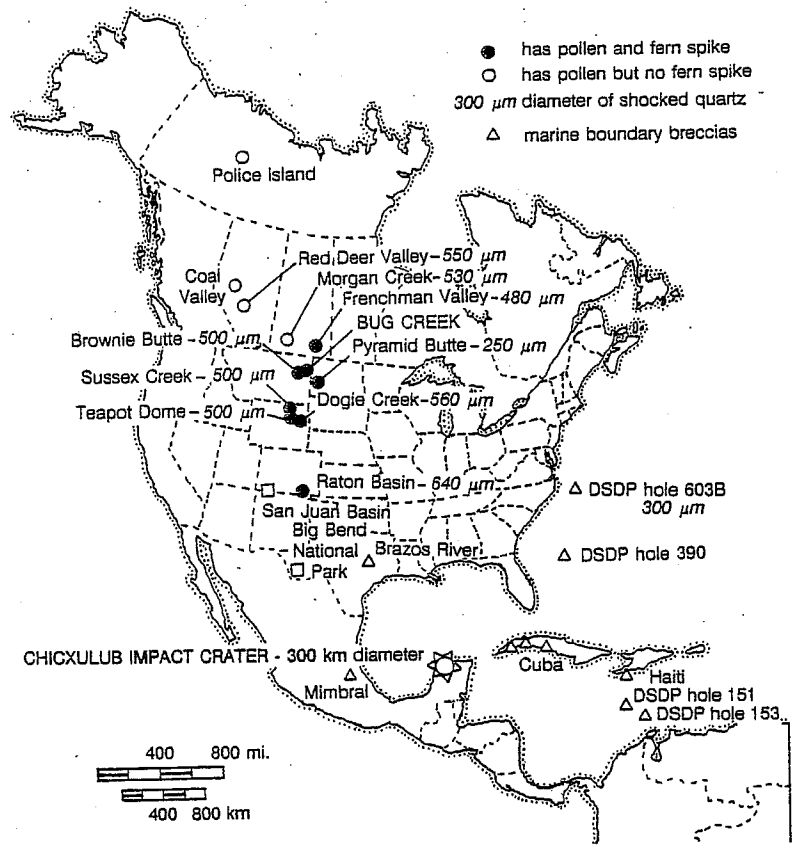 has pollen and fern spike
has pollen but no fern spike
300 µm diameter of shocked quartz
marine boundary breccias
Police Island
Red Deer Valley–550 µm
Coal
Valley
Morgan Creek–530 µm
Frenchman Valley–480 µm
BUG CREEK
Brownie Butte – 500 µm
Pyramid Butte–250 µm
Sussex Creek – 500 µm
Dogie Creek–560 µm
Teapot Dome–500 µm
Raton Basin–640 µm
DSDP hole 603B
300 µm
San Juan Basin
Big Bend
National
Park
Brazos River
DSDP hole 390
CHICXULUB IMPACT CRATER - 300 km diameter
Cuba
Mimbral
Haiti
DSDP hole 151
DSDP hole 153
400 800 mi.
400 800 km